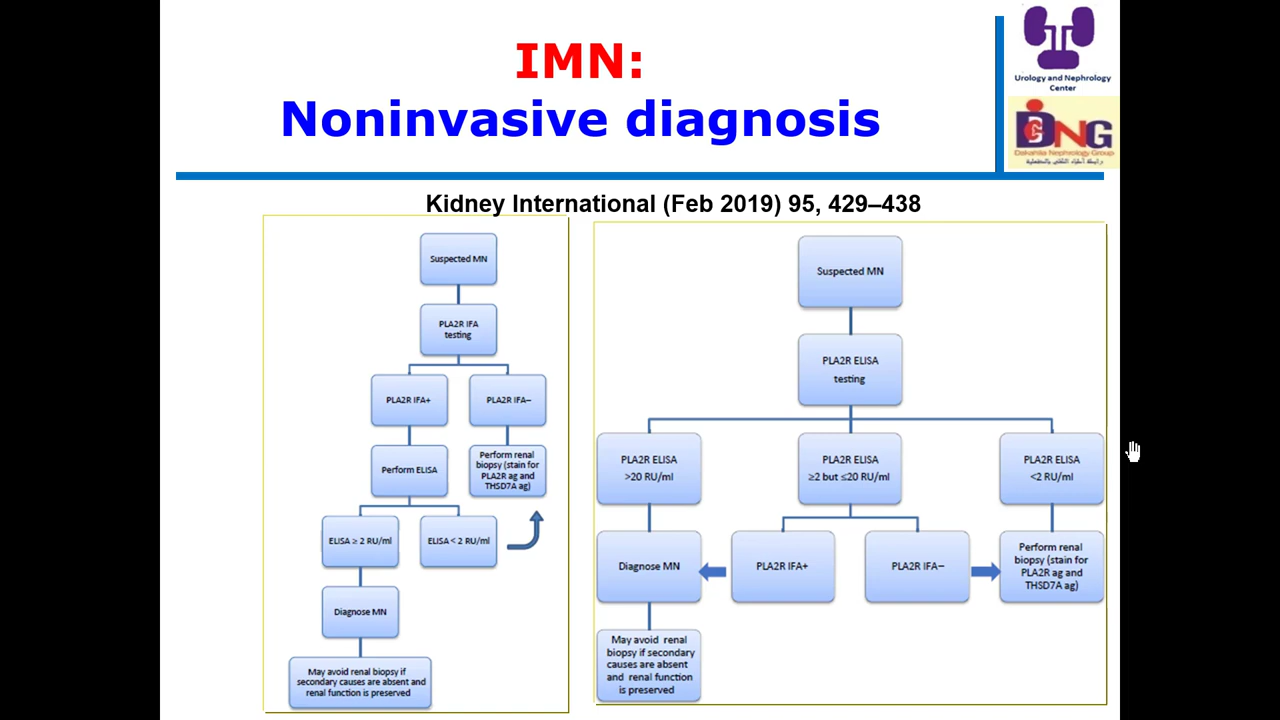 IMN:
Noninvasive diagnosis
Urology and Nephrology
Center
DNG
Dakahlia Nephrology Group
Kidney International (Feb 2019) 95, 429–438
Suspected MN
PLA2R IFA
testing
PLA2R IFA+
PLA2R IFA–
Perform ELISA
Perform renal
biopsy (stain for
PLA2R ag and
THSD7A ag)
ELISA ≥ 2 RU/ml
ELISA < 2 RU/ml
Diagnose MN
May avoid renal biopsy if
secondary causes are absent and
renal function is preserved
Suspected MN
PLA2R ELISA
testing
PLA2R ELISA
>20 RU/ml
PLA2R ELISA
≥2 but ≤20 RU/ml
PLA2R ELISA
<2 RU/ml
Diagnose MN
PLA2R IFA+
PLA2R IFA–
Perform renal
biopsy (stain for
PLA2R ag and
THSD7A ag)
May avoid renal
biopsy if secondary
causes are absent
and renal function
is preserved